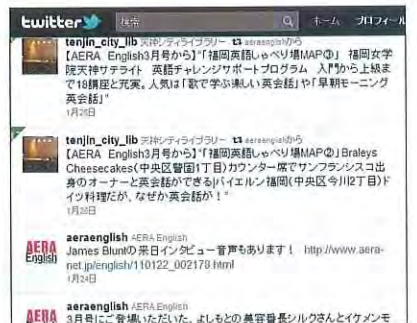 twitter 検索 ホーム プロフィール
tenjin_city_lib 天神シティライブラリー aeraenglishから
【AERA English3月号から】"「福岡英語しゃべり場MAP③」 福岡女学
院天神サテライト 英語チャレンジサポートプログラム 入門から上級ま
で18講座と充実。人気は「歌で学ぶ楽しい英会話」や「早朝モーニング
英会話」"
1月26日
tenjin_city_lib 天神シティライブラリー aeraenglishから
【AERA English3月号から】"「福岡英語しゃべり場MAP②」Braleys
Cheesecakes(中央区警固1丁目)カウンター席でサンフランシスコ出
身のオーナーと英会話ができる|バイエルン福岡(中央区今川2丁目)ド
イツ料理だが、なぜか英会話が!"
1月26日
AERA English
aeraenglish AERA English
James Bluntの来日インタビュー音声もあります! http://www.aera-
net.jp/english/110122_002178.html
1月24日
AERA
aeraenglish AERA English
3月号にご登場いただいた、よしもとの美容番長シルクさんとイケメンモ